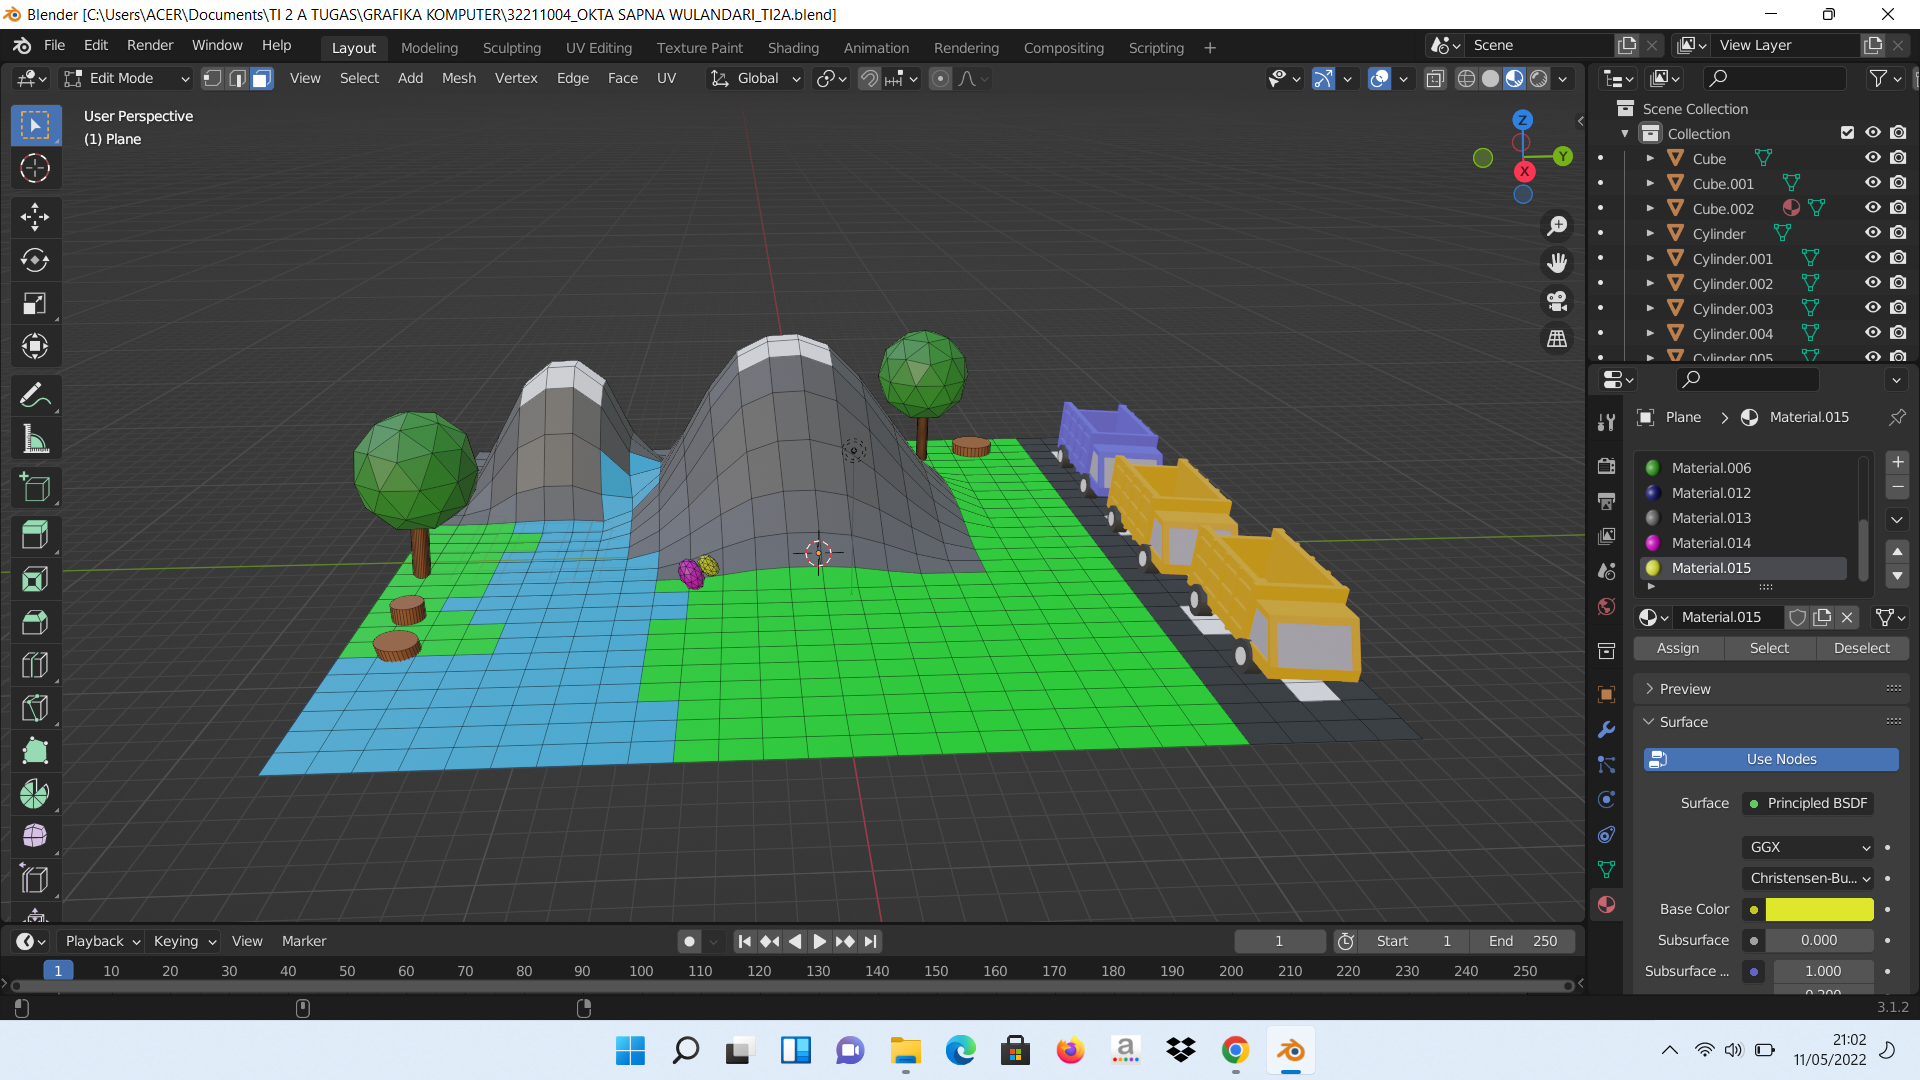 Blender [C:\Users\ACER\Documents\TI 2 A TUGAS\GRAFIKA KOMPUTER\32211004_OKTA SAPNA WULANDARI_TI2A.blend]
File Edit Render Window Help Layout Modeling Sculpting UV Editing Texture Paint Shading Animation Rendering Compositing Scripting + Scene View Layer
Edit Mode View Select Add Mesh Vertex Edge Face UV Global
User Perspective
(1) Plane
Z
Y
X
Scene Collection
Collection
Cube
Cube.001
Cube.002
Cylinder
Cylinder.001
Cylinder.002
Cylinder.003
Cylinder.004
Cylinder.005
Plane > Material.015
Material.006
Material.012
Material.013
Material.014
Material.015
Material.015
Assign Select Deselect
Preview
Surface
Use Nodes
Surface Principled BSDF
GGX
Christensen-Bu...
Base Color
Subsurface 0.000
Subsurface ... 1.000
0.200
Playback Keying View Marker 1 Start 1 End 250
1 10 20 30 40 50 60 70 80 90 100 110 120 130 140 150 160 170 180 190 200 210 220 230 240 250
3.1.2
a
21:02
11/05/2022